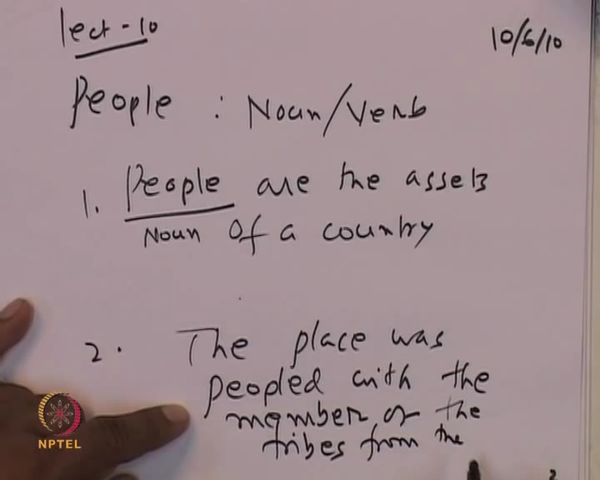 lect-10
10/6/10
People : Noun/Verb
1. People are the assets
Noun of a country
2. The place was
peopled with the
member of the
tribes from the
NPTEL